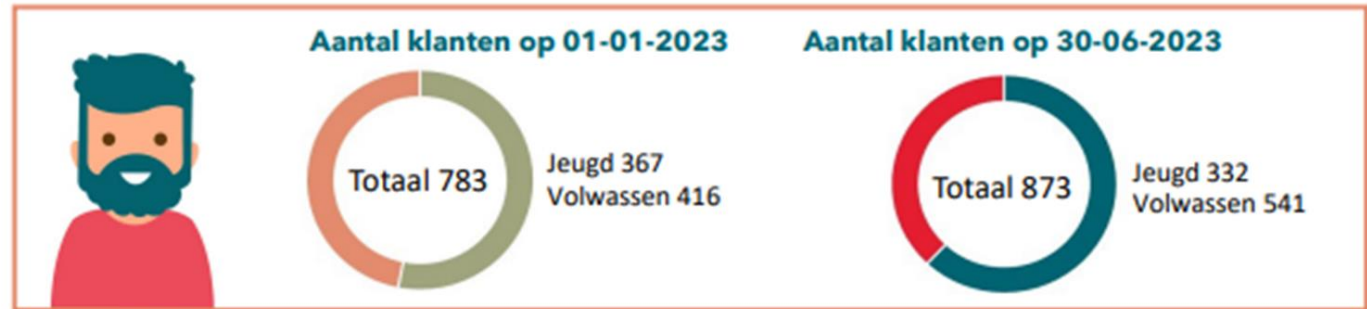 Aantal klanten op 01-01-2023
Totaal 783
Jeugd 367
Volwassen 416
Aantal klanten op 30-06-2023
Totaal 873
Jeugd 332
Volwassen 541